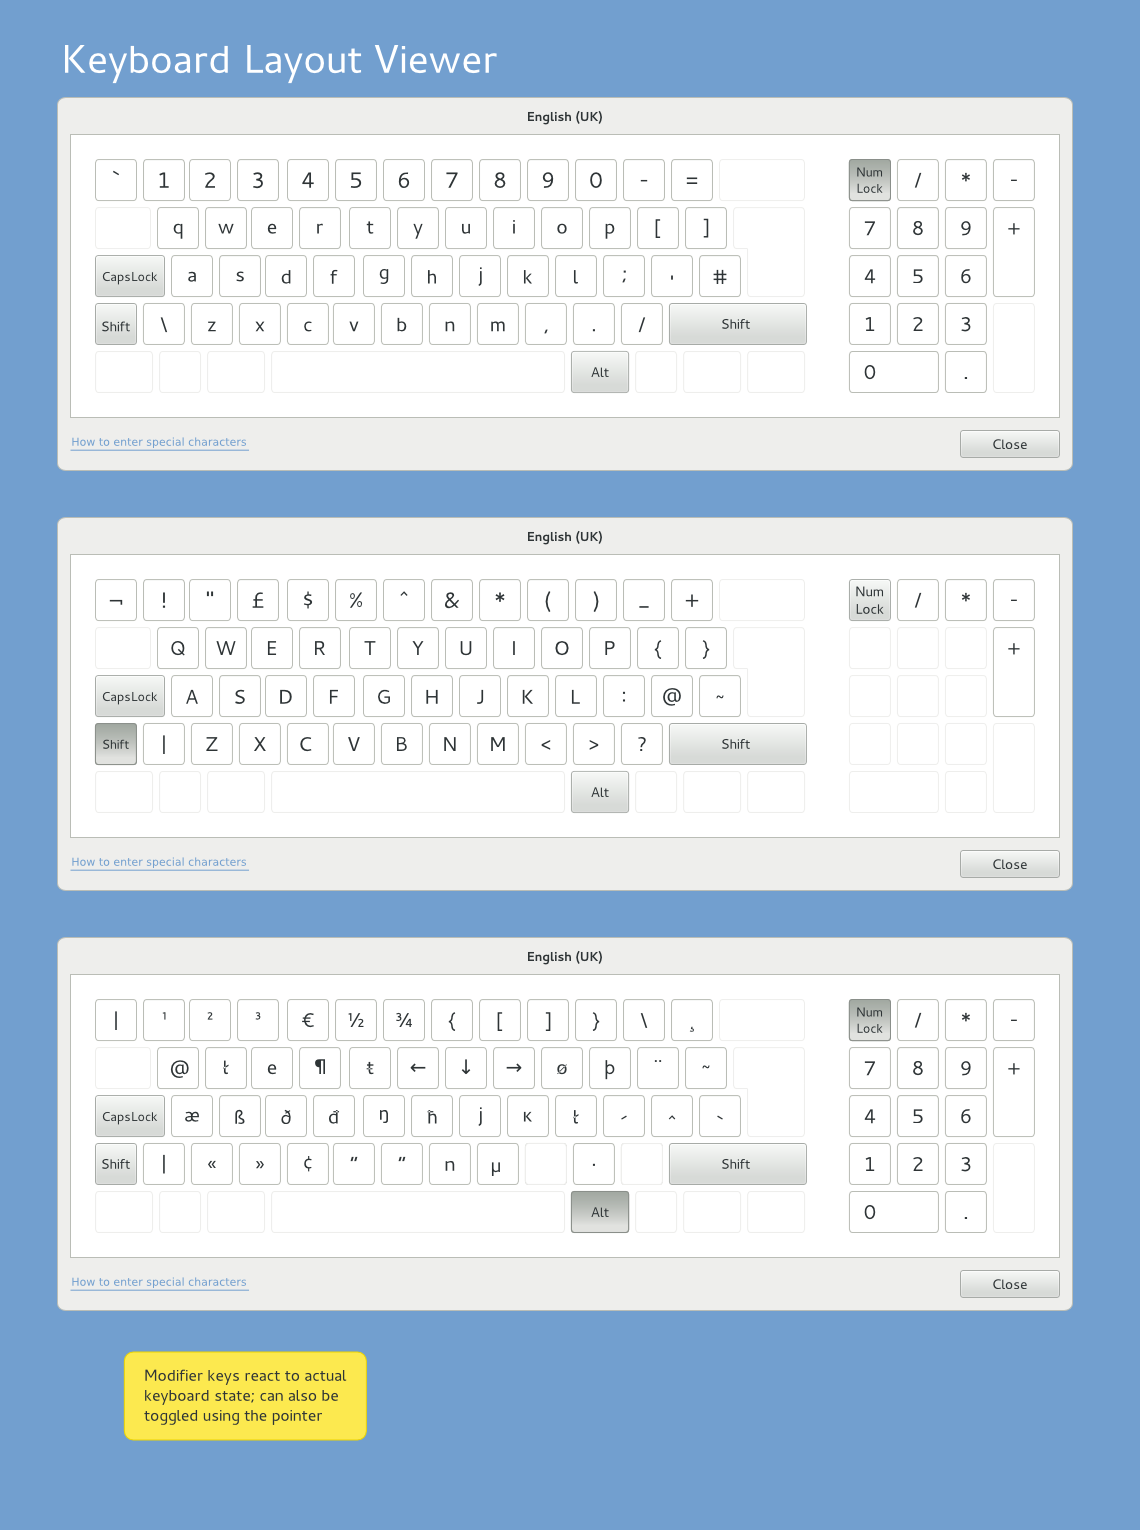 Keyboard Layout Viewer
English (UK)
` 1 2 3 4 5 6 7 8 9 0 - = Num Lock / * -
q w e r t y u i o p [ ] 7 8 9 +
CapsLock a s d f g h j k l ; ' # 4 5 6
Shift \ z x c v b n m , . / Shift 1 2 3
Alt 0 .
How to enter special characters Close
English (UK)
¬ ! " £ $ % ^ & * ( ) _ + Num Lock / * -
Q W E R T Y U I O P { } +
CapsLock A S D F G H J K L : @ ~
Shift | Z X C V B N M < > ? Shift
Alt
How to enter special characters Close
English (UK)
| ¹ ² ³ € ½ ¾ { [ ] } \ ¸ Num Lock / * -
@ ł e ¶ ŧ ← ↓ → ø þ ¨ ~ 7 8 9 +
CapsLock æ ß ð đ ŋ ħ j ĸ ł ´ ^ ` 4 5 6
Shift | « » ¢ “ ” n µ · Shift 1 2 3
Alt 0 .
How to enter special characters Close
Modifier keys react to actual
keyboard state; can also be
toggled using the pointer